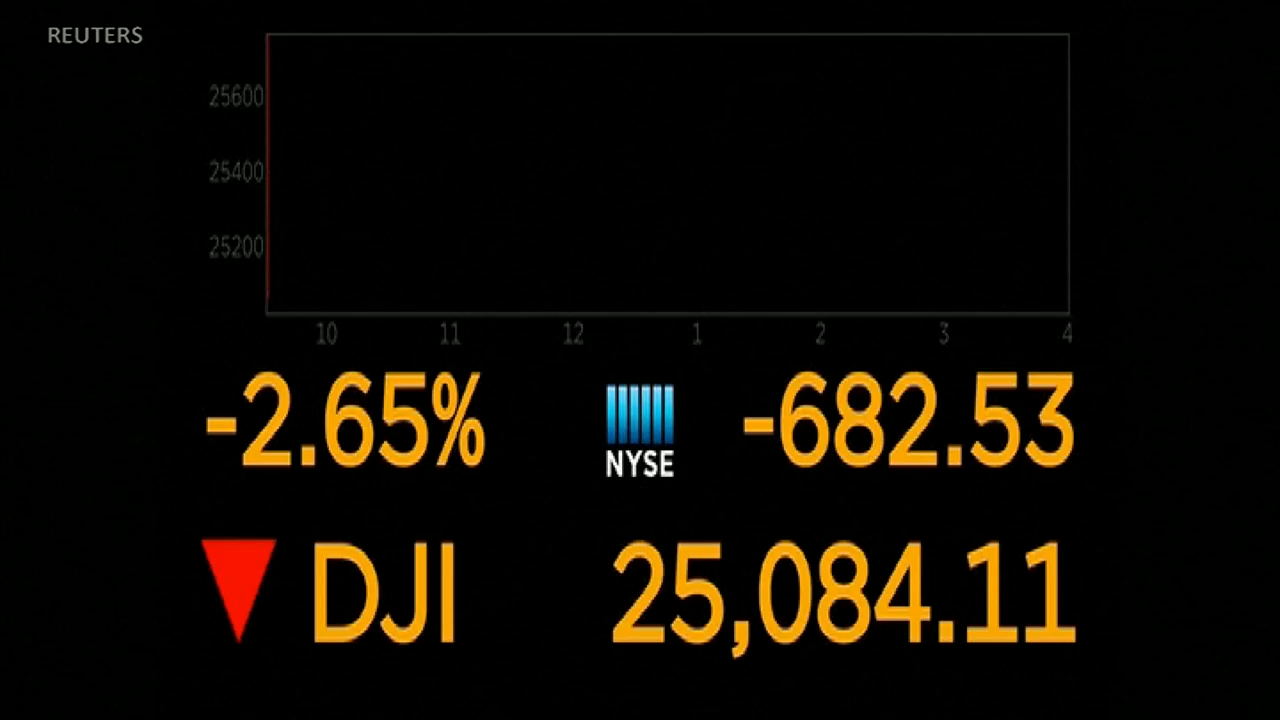 REUTERS
25600
25400
25200
10 11 12 1 2 3 4
-2.65% NYSE -682.53
DJI 25,084.11